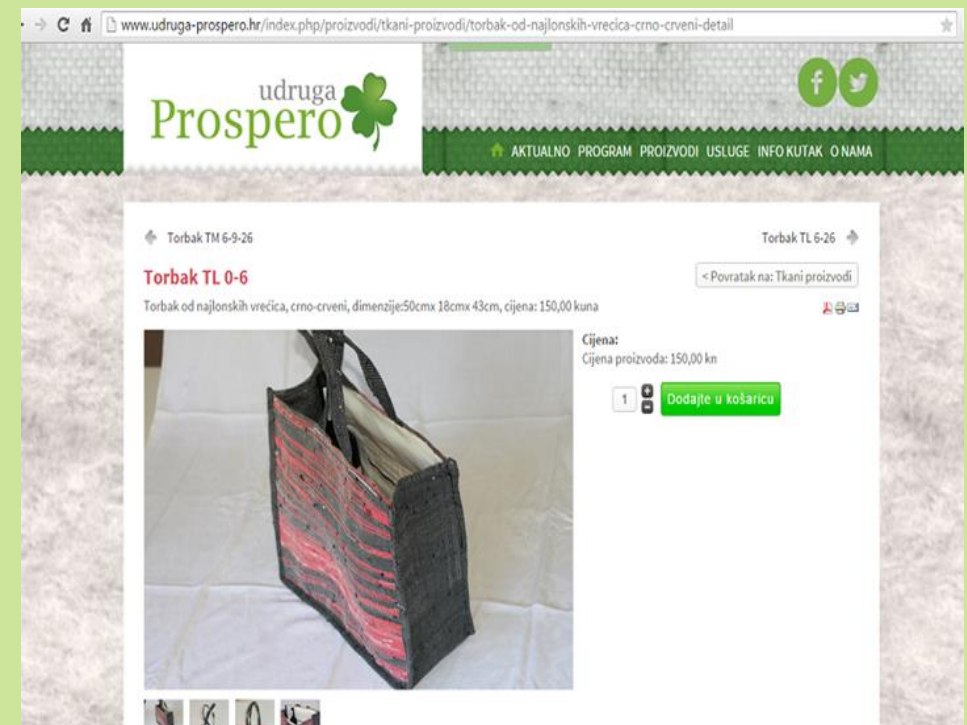 www.udruga-prospero.hr/index.php/proizvodi/tkani-proizvodi/torbak-od-najlonskih-vrecica-crno-crveni-detail
udruga
Prospero
f
AKTUALNO PROGRAM PROIZVODI USLUGE INFO KUTAK O NAMA
Torbak TM 6-9-26
Torbak TL 6-26
Torbak TL 0-6
< Povratak na: Tkani proizvodi
Torbak od najlonskih vrećica, crno-crveni, dimenzije:50cmx 18cmx 43cm, cijena: 150,00 kuna
Cijena:
Cijena proizvoda: 150,00 kn
1
Dodajte u košaricu